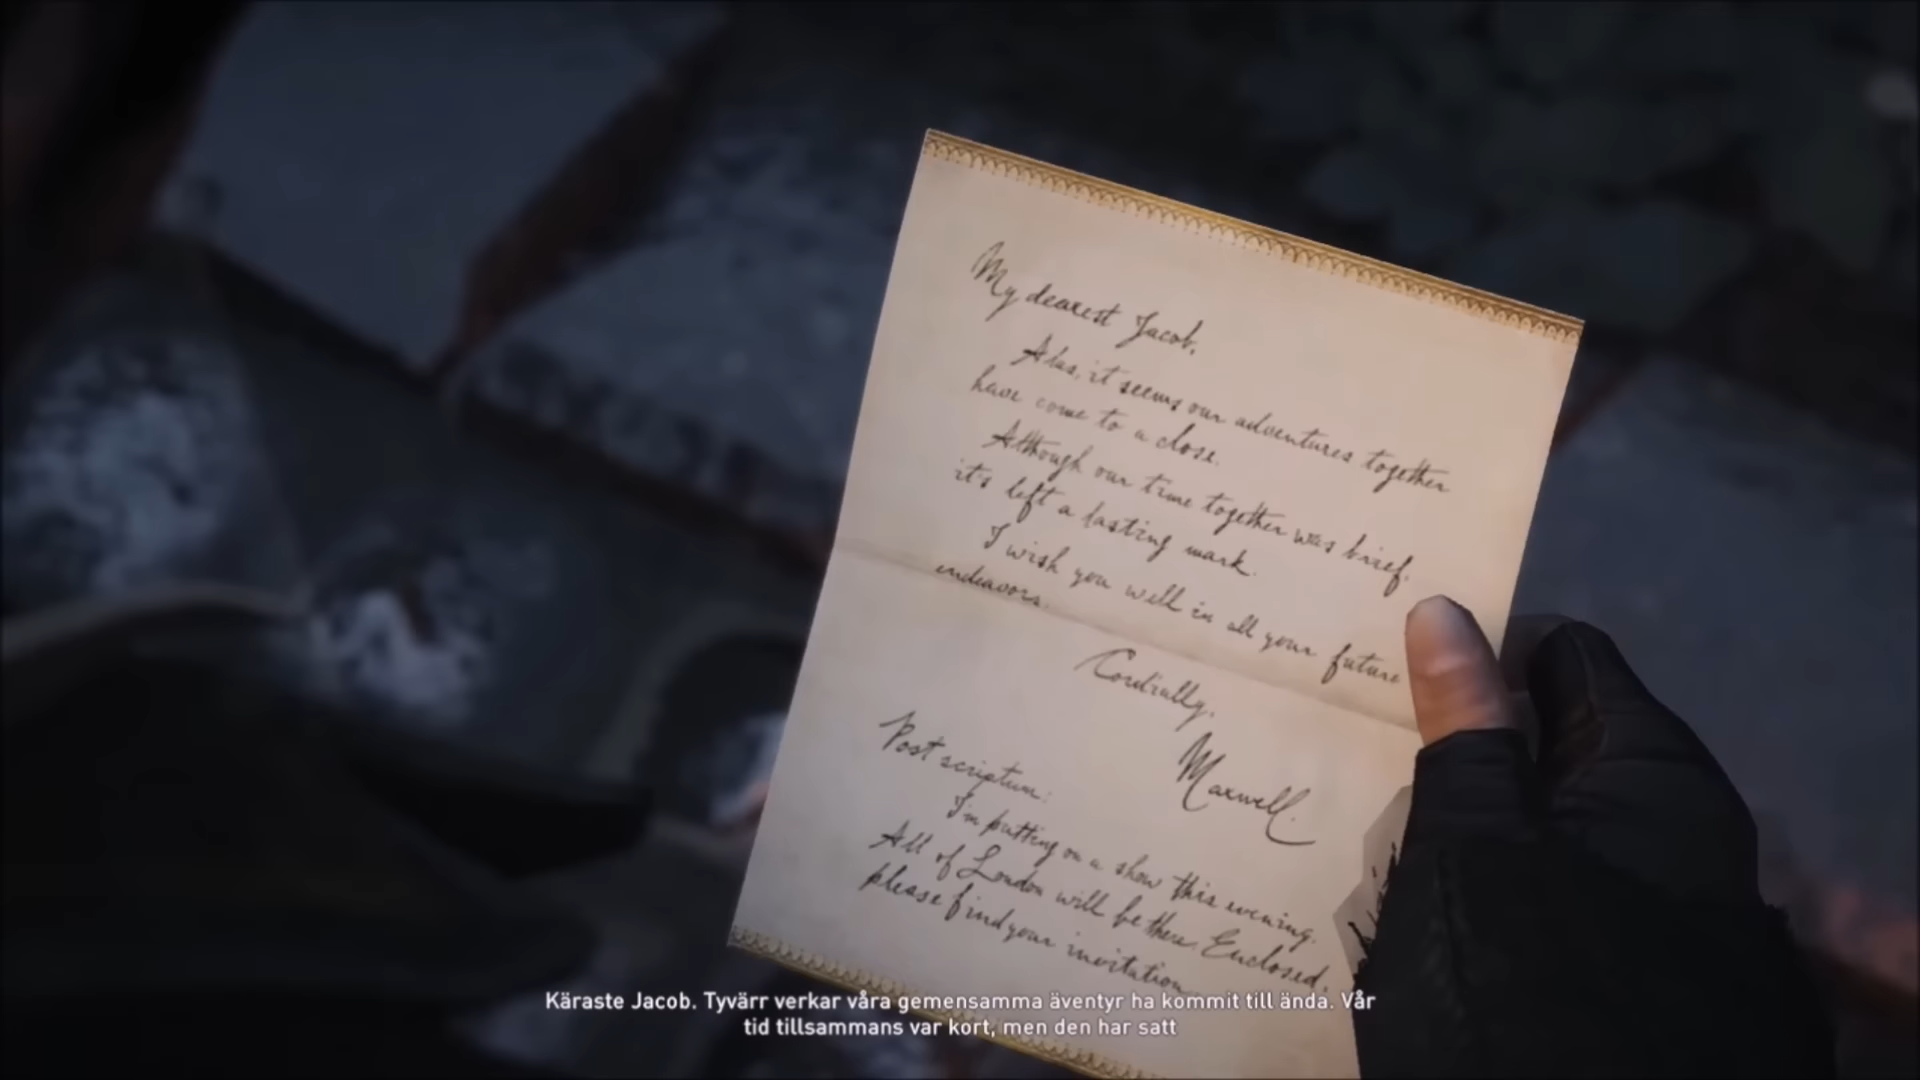 My dearest Jacob,
Alas, it seems our adventures together
have come to a close.
Although our time together was brief,
it's left a lasting mark.
I wish you well in all your future
endeavors.
Cordially,
Maxwell.
Post scriptum:
I'm putting on a show this evening.
All of London will be there. Enclosed,
please find your invitation
Käraste Jacob. Tyvärr verkar våra gemensamma äventyr ha kommit till ända. Vår
tid tillsammans var kort, men den har satt